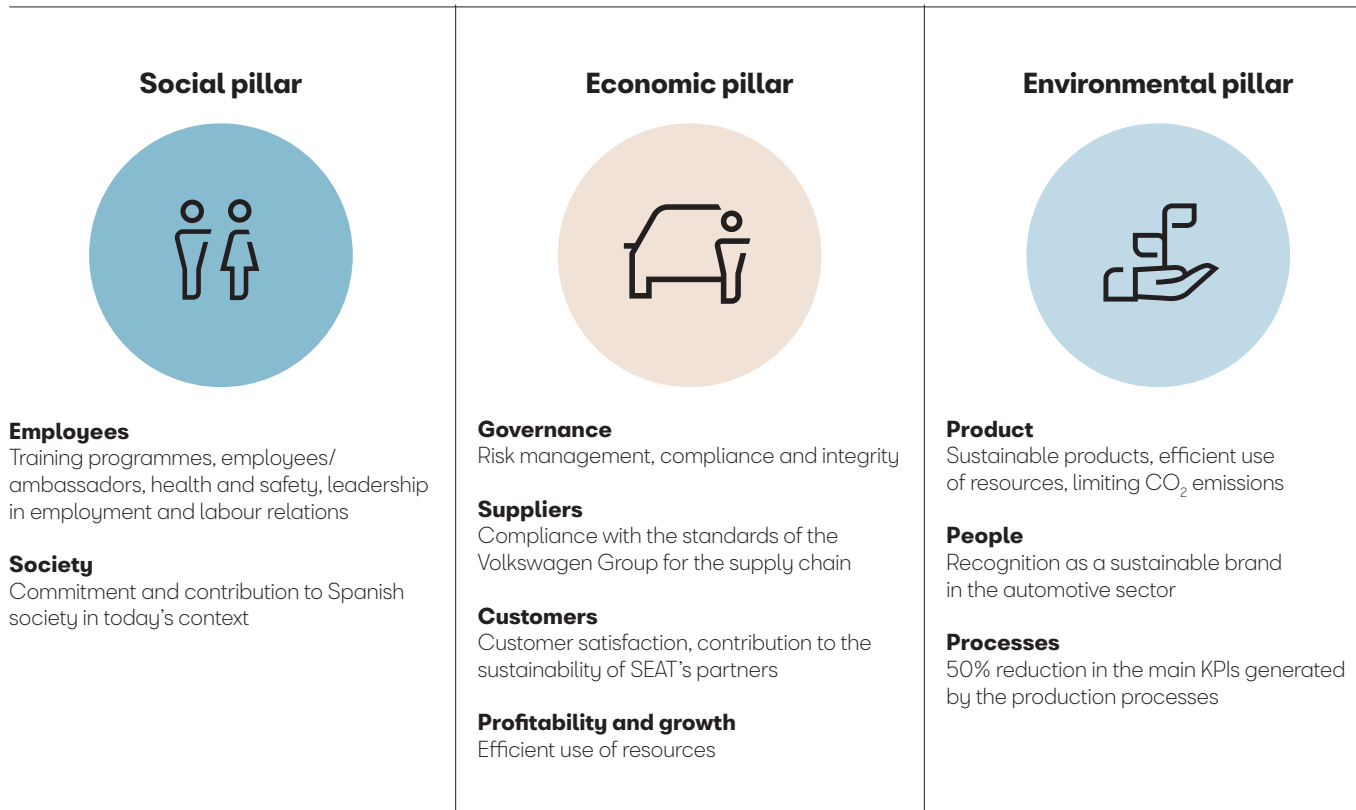 Social pillar
Employees
Training programmes, employees/
ambassadors, health and safety, leadership
in employment and labour relations
Society
Commitment and contribution to Spanish
society in today's context
Economic pillar
Governance
Risk management, compliance and integrity
Suppliers
Compliance with the standards of the
Volkswagen Group for the supply chain
Customers
Customer satisfaction, contribution to the
sustainability of SEAT's partners
Profitability and growth
Efficient use of resources
Environmental pillar
Product
Sustainable products, efficient use
of resources, limiting CO₂ emissions
People
Recognition as a sustainable brand
in the automotive sector
Processes
50% reduction in the main KPIs generated
by the production processes